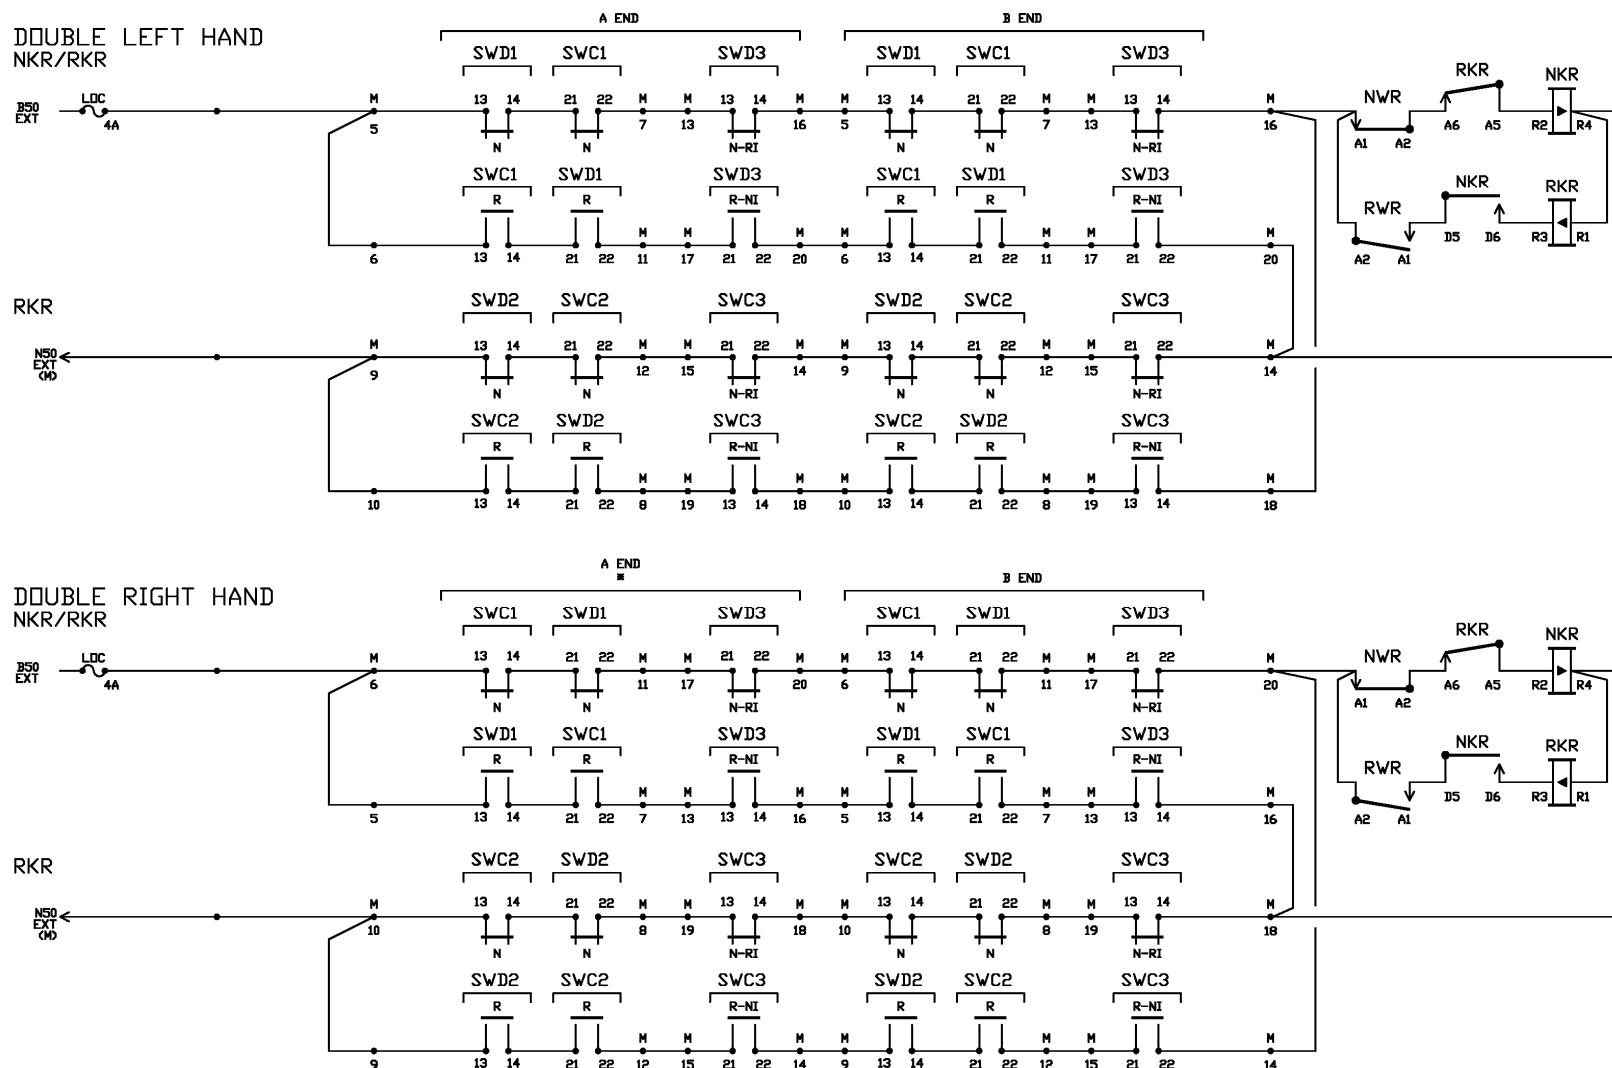 A END B END
DOUBLE LEFT HAND
NKR/RKR
SWD1 SWC1 SWD3 SWD1 SWC1 SWD3
RKR NKR
B50 EXT LOC 4A M 13 14 21 22 M M 13 14 M M 13 14 21 22 M M 13 14 M NWR
5 7 13 16 5 7 13 16 A1 A2 A6 A5 R2 R4
N N N-RI N N N-RI
SWC1 SWD1 SWD3 SWC1 SWD1 SWD3 NKR RKR
R R R-NI R R R-NI RWR
M M M M M M M D5 D6 R3 R1
6 13 14 21 22 11 17 21 22 20 6 13 14 21 22 11 17 21 22 20 A2 A1
RKR
SWD2 SWC2 SWC3 SWD2 SWC2 SWC3
N50 EXT (M) M 13 14 21 22 M M 21 22 M M 13 14 21 22 M M 21 22 M
9 12 15 14 9 12 15 14
N N N-RI N N N-RI
SWC2 SWD2 SWC3 SWC2 SWD2 SWC3
R R R-NI R R R-NI
M M M M M M M
10 13 14 21 22 8 19 13 14 18 10 13 14 21 22 8 19 13 14 18
A END
* B END
DOUBLE RIGHT HAND
NKR/RKR
SWC1 SWD1 SWD3 SWC1 SWD1 SWD3
RKR NKR
B50 EXT LOC 4A M 13 14 21 22 M M 21 22 M M 13 14 21 22 M M 21 22 M NWR
6 11 17 20 6 11 17 20 A1 A2 A6 A5 R2 R4
N N N-RI N N N-RI
SWD1 SWC1 SWD3 SWD1 SWC1 SWD3 NKR RKR
R R R-NI R R R-NI RWR
M M M M M M M D5 D6 R3 R1
5 13 14 21 22 7 13 13 14 16 5 13 14 21 22 7 13 13 14 16 A2 A1
RKR
SWC2 SWD2 SWC3 SWC2 SWD2 SWC3
N50 EXT (M) M 13 14 21 22 M M 13 14 M M 13 14 21 22 M M 13 14 M
10 8 19 18 10 8 19 18
N N N-RI N N N-RI
SWD2 SWC2 SWC3 SWD2 SWC2 SWC3
R R R-NI R R R-NI
M M M M M M M
9 13 14 21 22 12 15 21 22 14 9 13 14 21 22 12 15 21 22 14